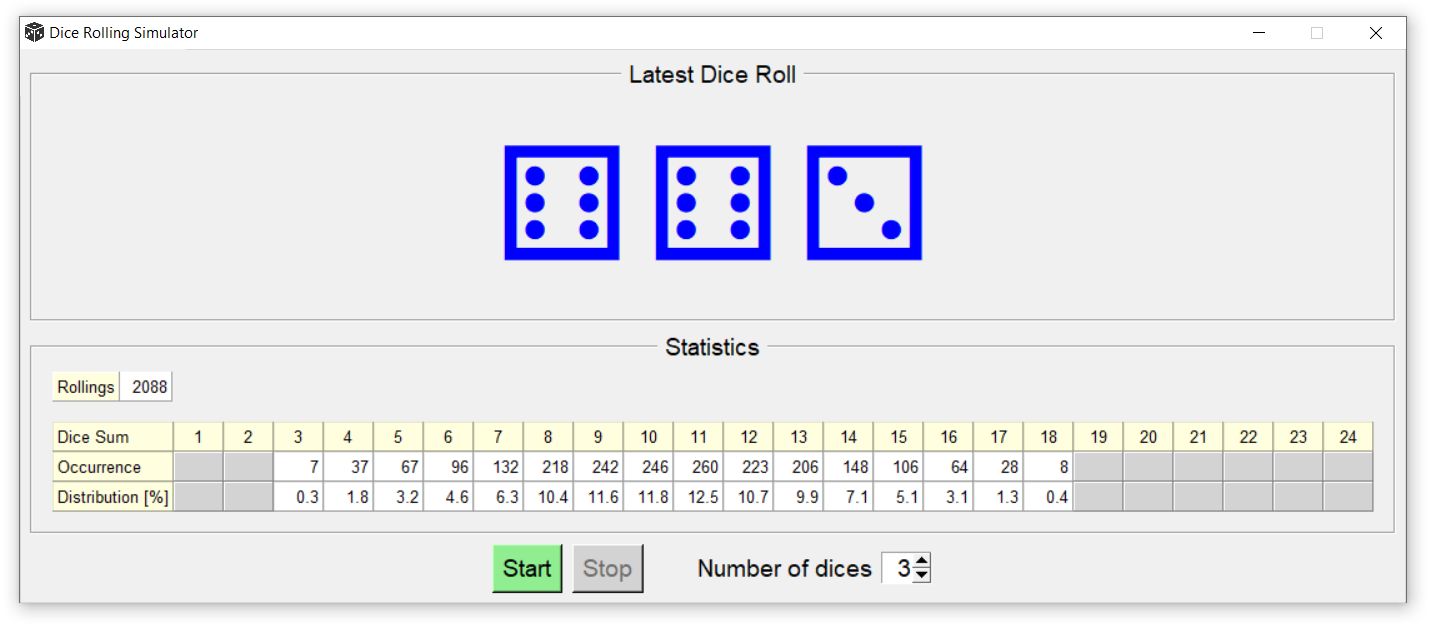 Dice Rolling Simulator
Latest Dice Roll
Statistics
Rollings 2088
Dice Sum 1 2 3 4 5 6 7 8 9 10 11 12 13 14 15 16 17 18 19 20 21 22 23 24
Occurrence 7 37 67 96 132 218 242 246 260 223 206 148 106 64 28 8
Distribution [%] 0.3 1.8 3.2 4.6 6.3 10.4 11.6 11.8 12.5 10.7 9.9 7.1 5.1 3.1 1.3 0.4
Start Stop Number of dices 3